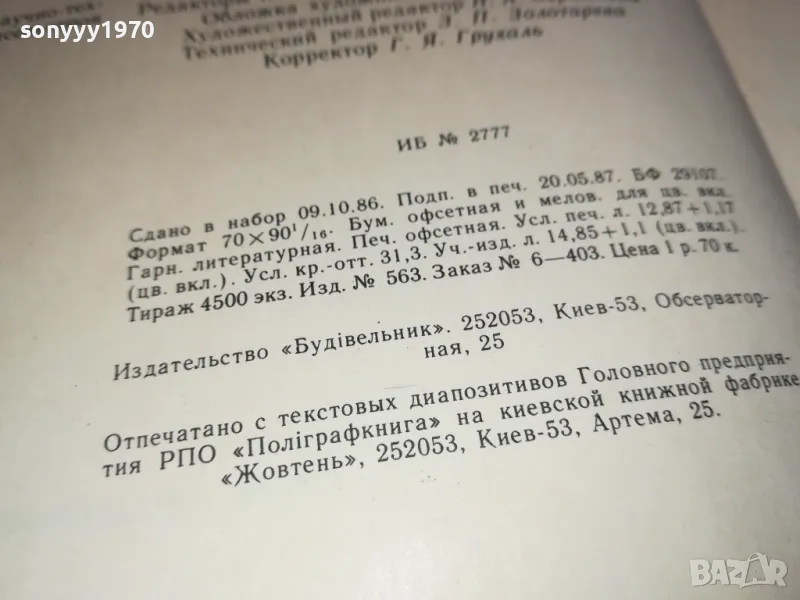 sonyyy1970
Редакторы
Обложка
Художественный редактор
Технический редактор З. П. Золотарева
Корректор Г. Я. Грухаль
ИБ № 2777
Сдано в набор 09.10.86. Подп. в печ. 20.05.87. БФ 29107.
Формат 70×90¹/₁₆. Бум. офсетная и мелов. для цв. вкл.
Гарн. литературная. Печ. офсетная. Усл. печ. л. 12,87+1,17
(цв. вкл.). Усл. кр.-отт. 31,3. Уч.-изд. л. 14,85+1,1 (цв. вкл.).
Тираж 4500 экз. Изд. № 563. Заказ № 6—403. Цена 1 р. 70 к.
Издательство «Будівельник». 252053, Киев-53, Обсерватор-
ная, 25
Отпечатано с текстовых диапозитивов Головного предприя-
тия РПО «Поліграфкнига» на киевской книжной фабрике
«Жовтень», 252053, Киев-53, Артема, 25.
BAZAR
bg